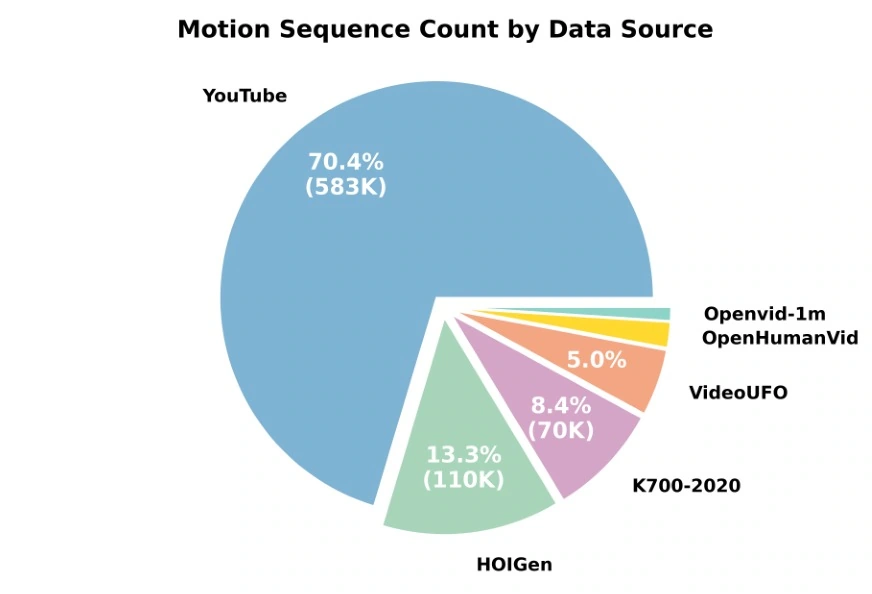 Motion Sequence Count by Data Source
YouTube
70.4%
(583K)
Openvid-1m
OpenHumanVid
5.0%
VideoUFO
8.4%
(70K)
13.3%
(110K)
K700-2020
HOIGen